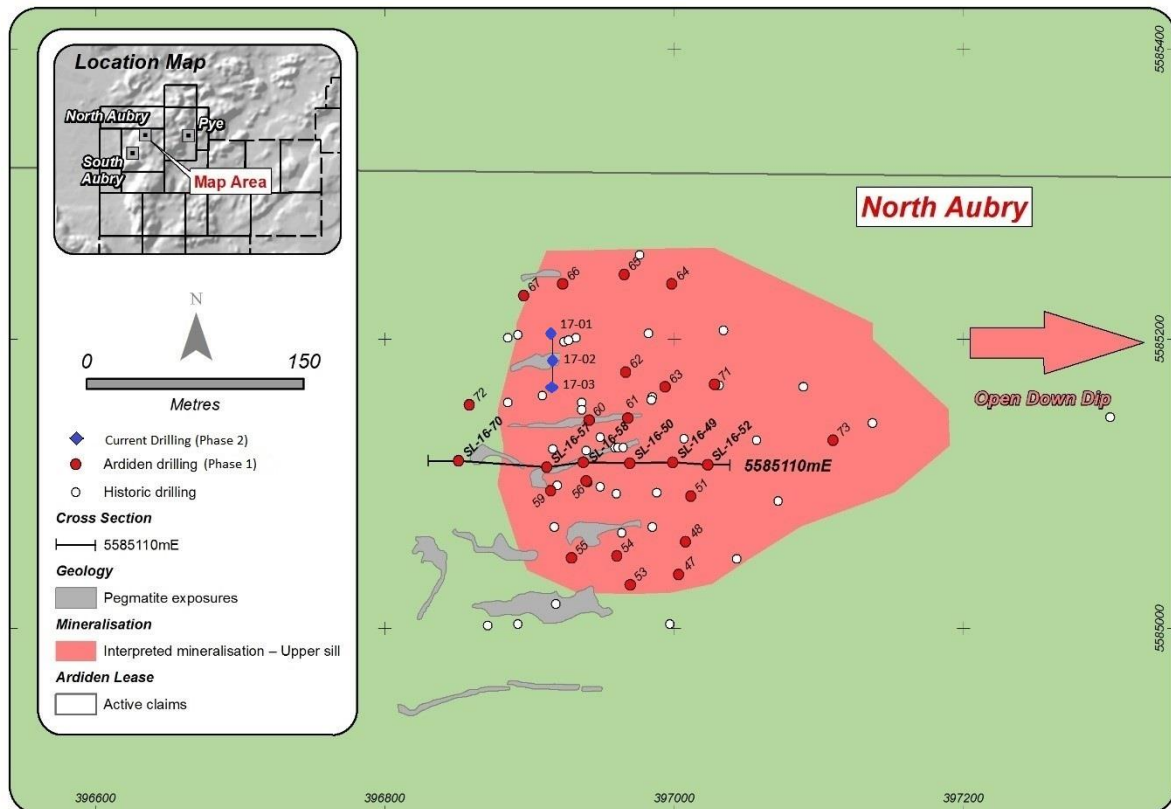 Location Map
North Aubry
Pye
South
Aubry
Map Area
N
0 150
Metres
Current Drilling (Phase 2)
Ardiden drilling (Phase 1)
Historic drilling
Cross Section
5585110mE
Geology
Pegmatite exposures
Mineralisation
Interpreted mineralisation – Upper sill
Ardiden Lease
Active claims
North Aubry
5585400
65
66
64
67
17-01
5585200
17-02
62
17-03
63
71
Open Down Dip
72
60
61
73
SL-16-70
SL-16-57
SL-16-58
SL-16-50
SL-16-49
SL-16-52
5585110mE
59
56
51
48
55
54
53
47
5585000
396600
396800
397000
397200